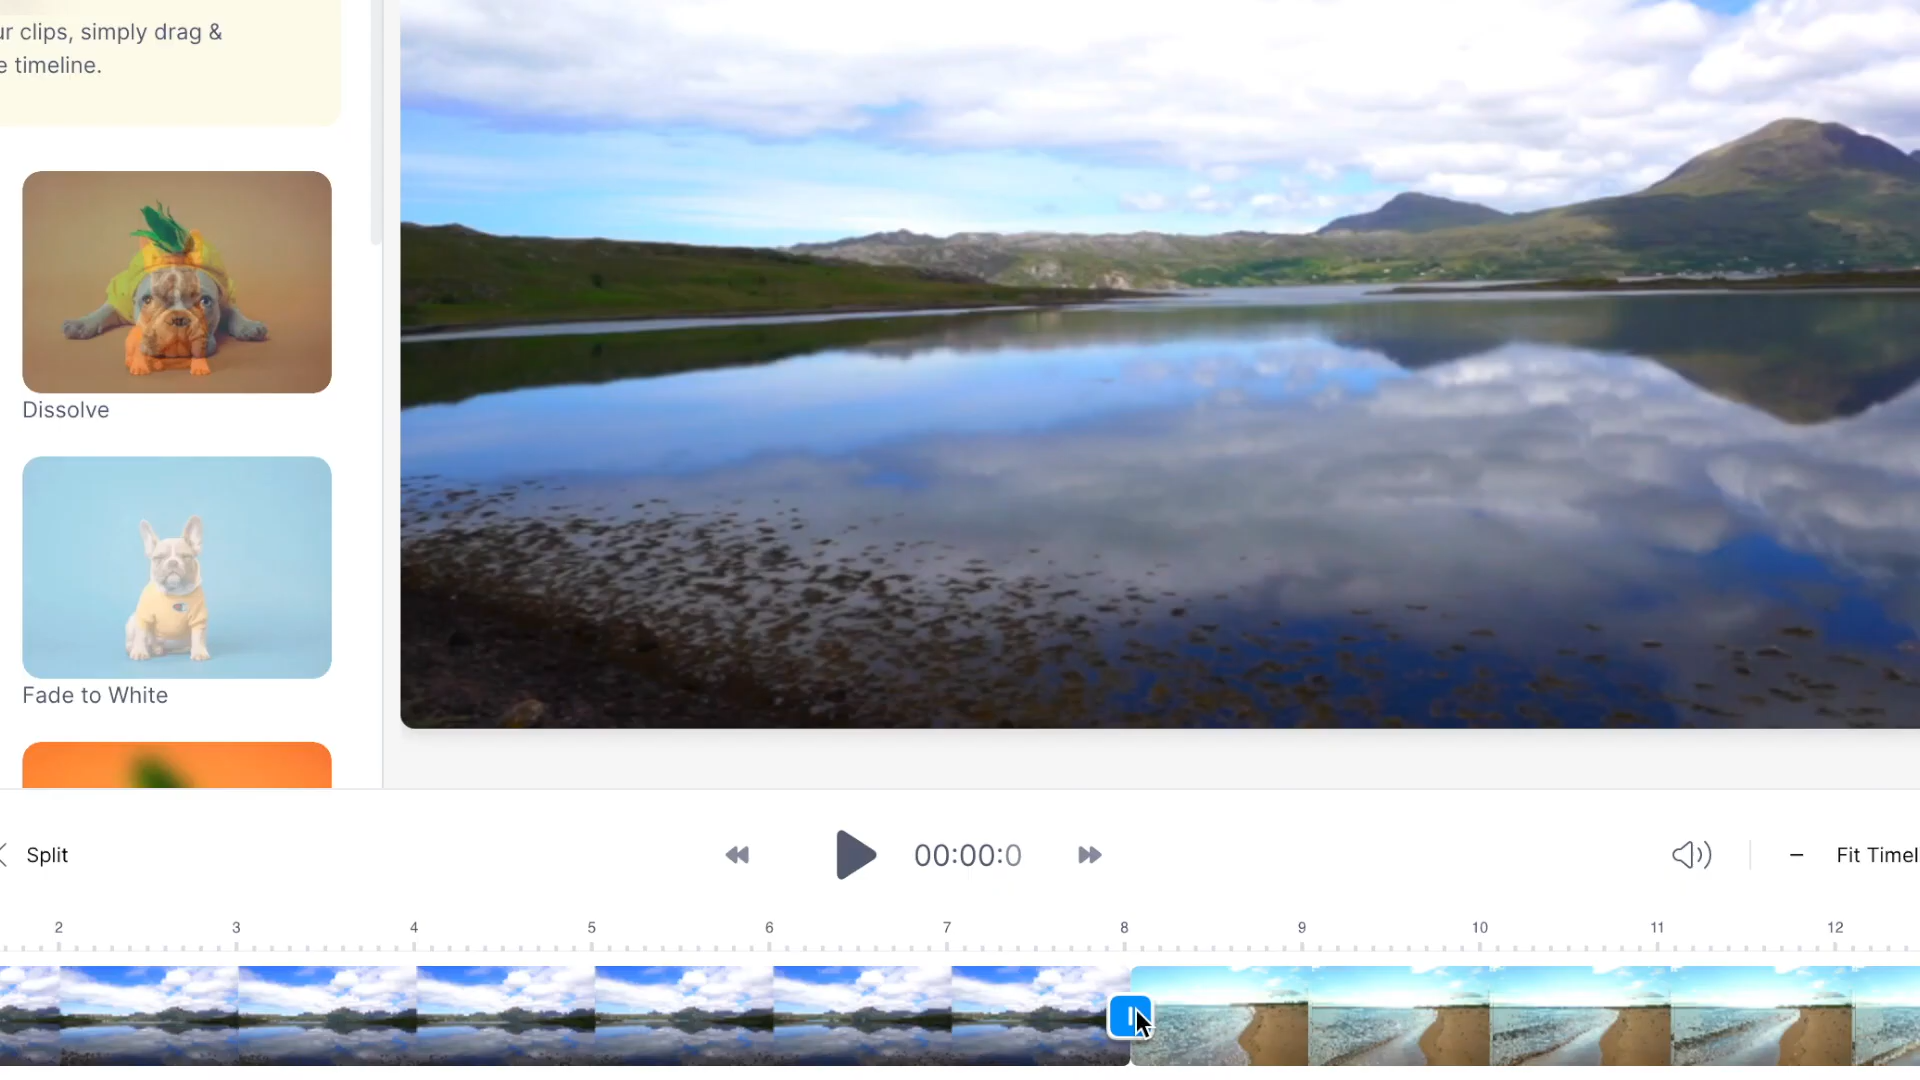 ur clips, simply drag &
e timeline.
Dissolve
Fade to White
Split
00:00:0
Fit Timel
2 3 4 5 6 7 8 9 10 11 12